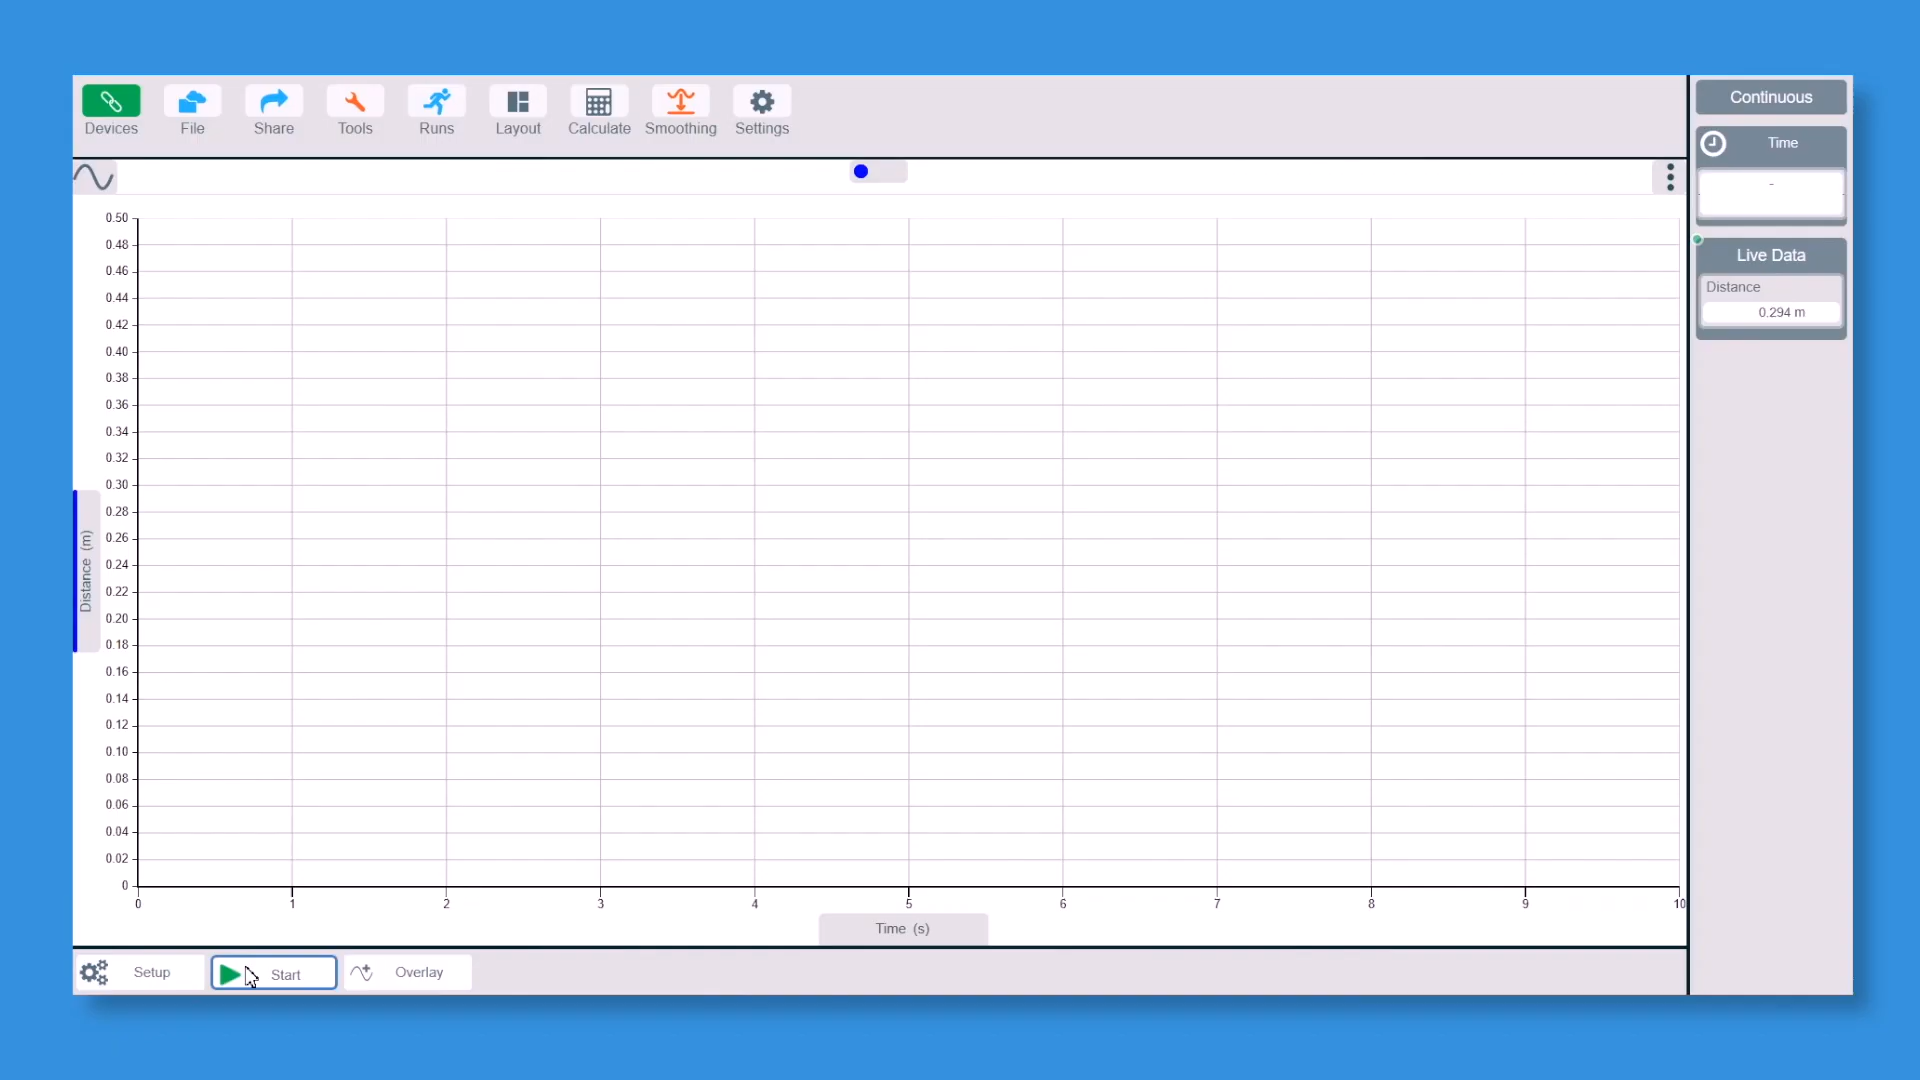 Devices File Share Tools Runs Layout Calculate Smoothing Settings
Continuous
Time
-
Live Data
Distance
0.294 m
0.50
0.48
0.46
0.44
0.42
0.40
0.38
0.36
0.34
0.32
0.30
0.28
0.26
0.24
0.22
0.20
0.18
0.16
0.14
0.12
0.10
0.08
0.06
0.04
0.02
0
Distance (m)
0 1 2 3 4 5 6 7 8 9 10
Time (s)
Setup Start Overlay